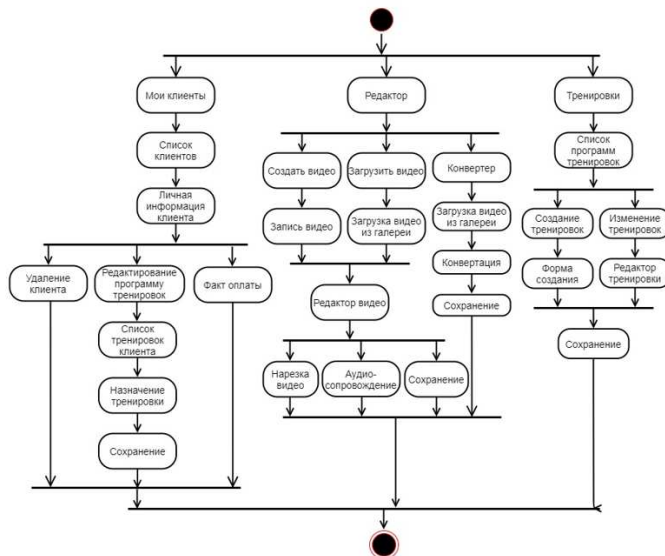 Мои клиенты
Редактор
Тренировки
Список
клиентов
Список
программ
тренировок
Создать видео
Загрузить видео
Конвертер
Личная
информация
клиента
Запись видео
Загрузка видео
из галереи
Загрузка видео
из галереи
Создание
тренировок
Изменение
тренировок
Удаление
клиента
Редактирование
программу
тренировок
Факт оплаты
Конвертация
Форма
создания
Редактор
тренировки
Редактор видео
Сохранение
Список
тренировок
клиента
Сохранение
Нарезка
видео
Аудио-
сопровождение
Сохранение
Назначение
тренировки
Сохранение